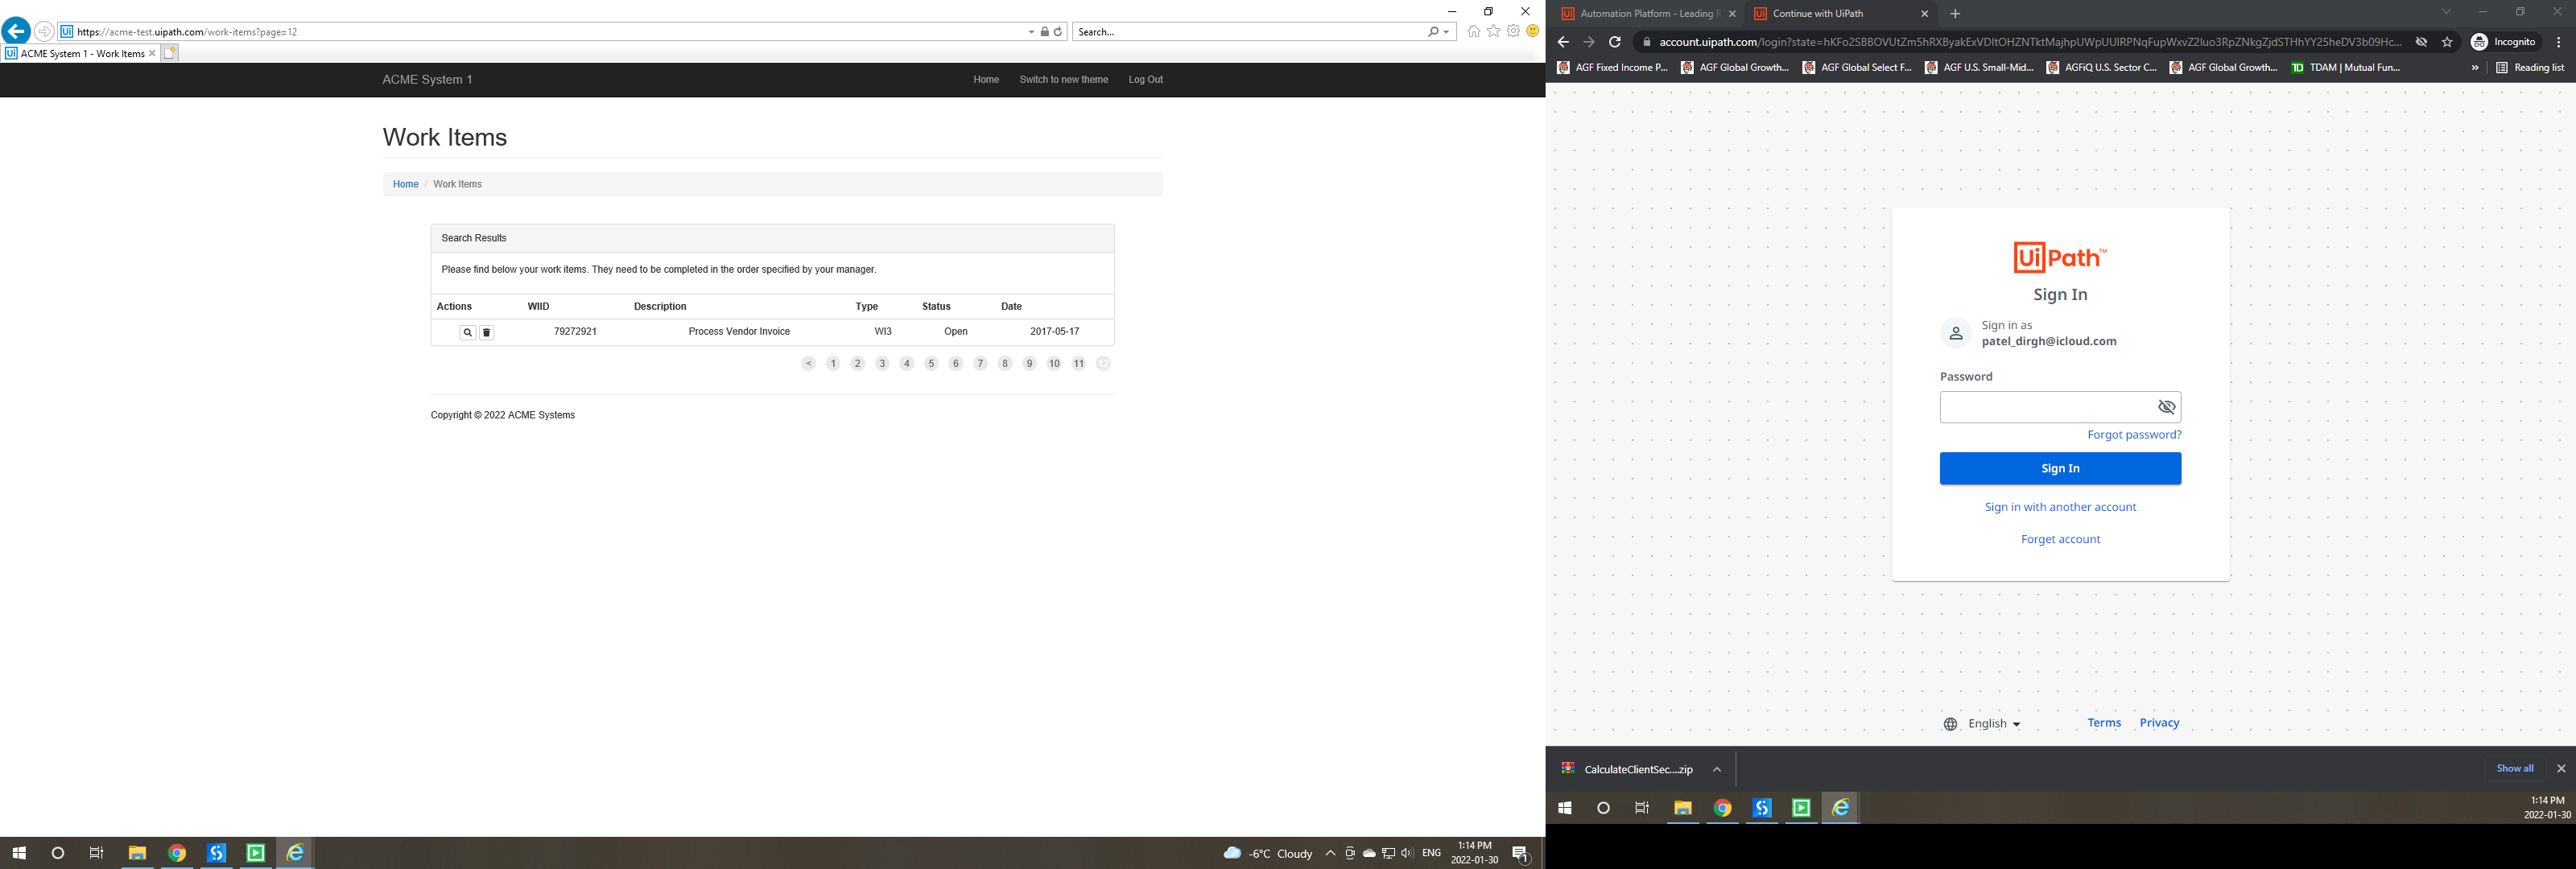 https://acme-test.uipath.com/work-items?page=12
Search...
ACME System 1 - Work Items
ACME System 1
Home
Switch to new theme
Log Out
Work Items
Home / Work Items
Search Results
Please find below your work items. They need to be completed in the order specified by your manager.
Actions WIID Description Type Status Date
79272921 Process Vendor Invoice WI3 Open 2017-05-17
< 1 2 3 4 5 6 7 8 9 10 11 12
Copyright © 2022 ACME Systems
-6°C Cloudy
ENG
1:14 PM
2022-01-30
1
Automation Platform - Leading
Continue with UiPath
Incognito
AGF Fixed Income P...
AGF Global Growth...
AGF Global Select F...
AGF U.S. Small-Mid...
AGFiQ U.S. Sector C...
AGF Global Growth...
TDAM | Mutual Fun...
»
Reading list
UiPath™
Sign In
Sign in as
patel_dirgh@icloud.com
Password
Forgot password?
Sign In
Sign in with another account
Forget account
English
Terms
Privacy
CalculateClientSec....zip
Show all
1:14 PM
2022-01-30